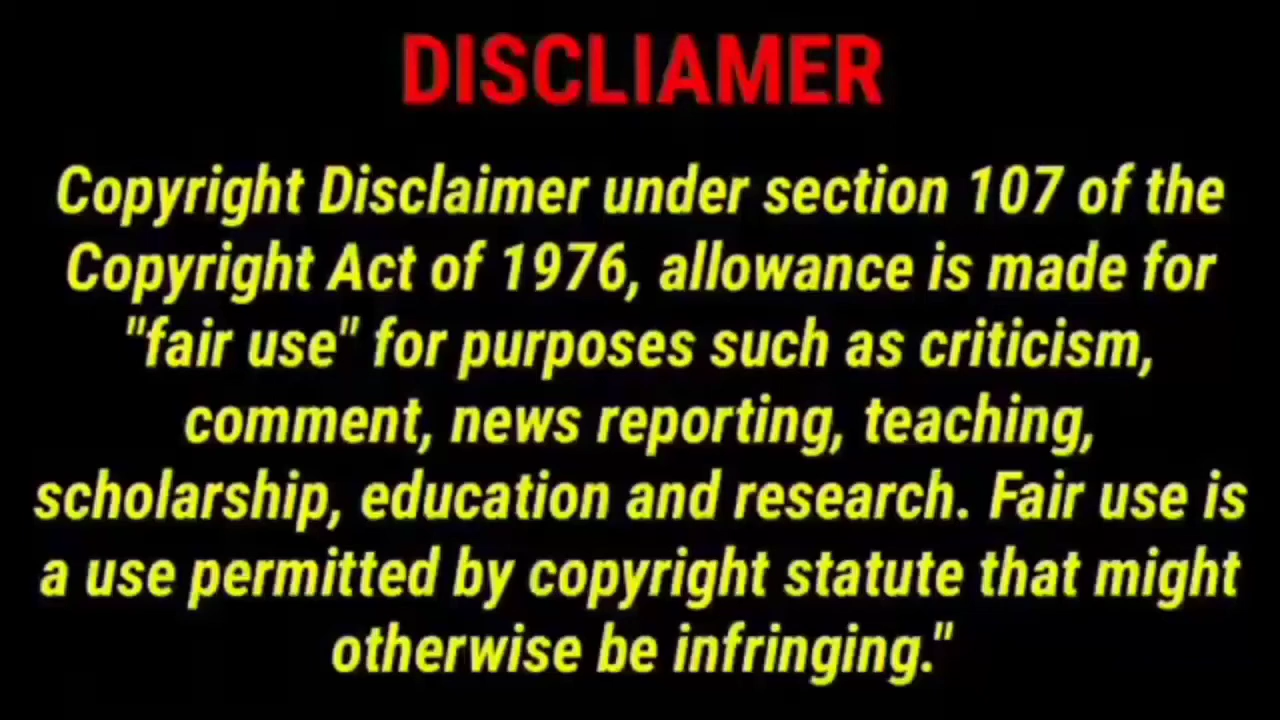 DISCLIAMER
Copyright Disclaimer under section 107 of the
Copyright Act of 1976, allowance is made for
"fair use" for purposes such as criticism,
comment, news reporting, teaching,
scholarship, education and research. Fair use is
a use permitted by copyright statute that might
otherwise be infringing."